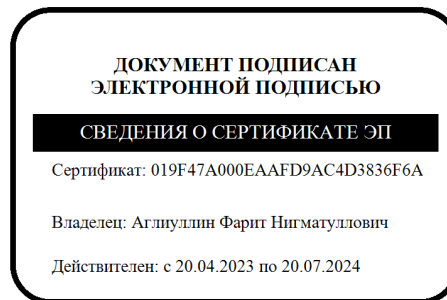 ДОКУМЕНТ ПОДПИСАН
ЭЛЕКТРОННОЙ ПОДПИСЬЮ
СВЕДЕНИЯ О СЕРТИФИКАТЕ ЭП
Сертификат: 019F47A000EAAFD9AC4D3836F6A
Владелец: Аглиуллин Фарит Нигматуллович
Действителен: с 20.04.2023 по 20.07.2024